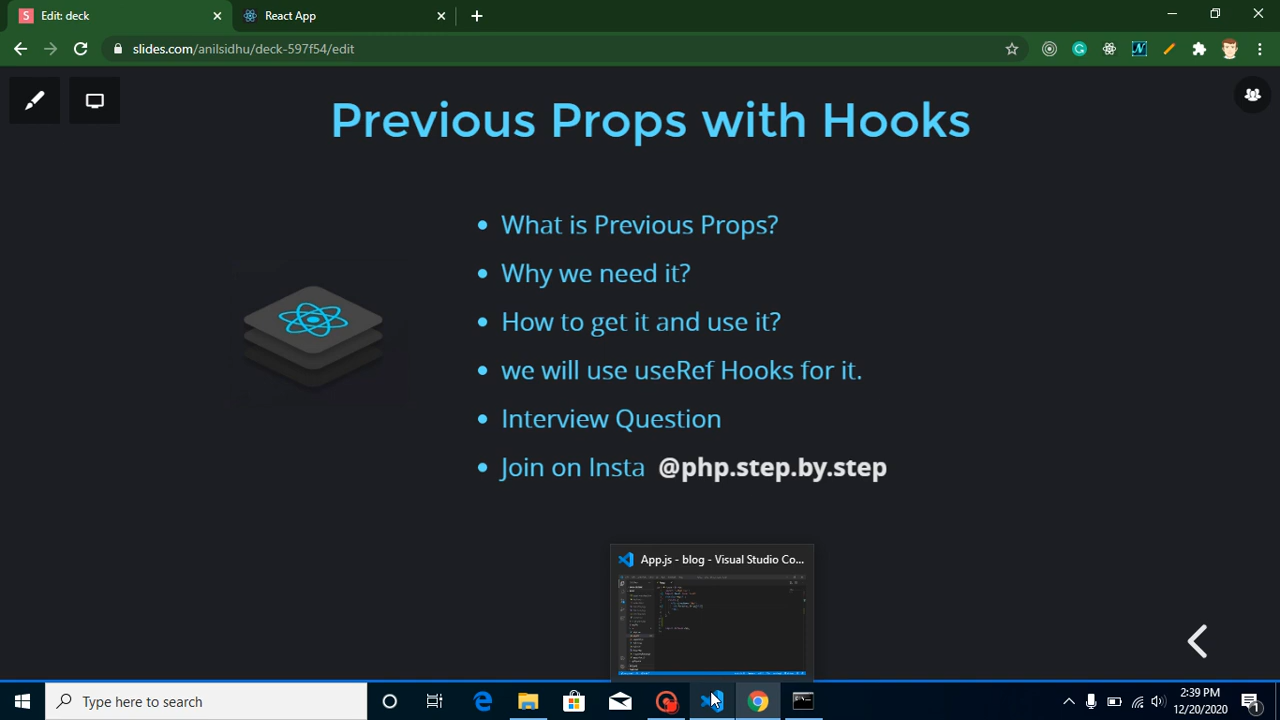 Edit: deck
React App
slides.com/anilsidhu/deck-597f54/edit
Previous Props with Hooks
What is Previous Props?
Why we need it?
How to get it and use it?
we will use useRef Hooks for it.
Interview Question
Join on Insta @php.step.by.step
App.js - blog - Visual Studio Co...
Type here to search
2:39 PM
12/20/2020